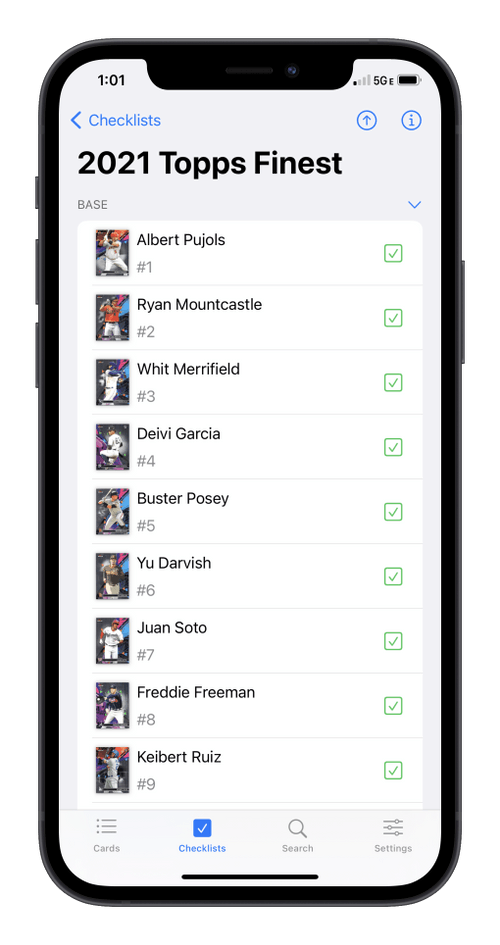 1:01
5GE
Checklists
2021 Topps Finest
BASE
Albert Pujols
#1
Ryan Mountcastle
#2
Whit Merrifield
#3
Deivi Garcia
#4
Buster Posey
#5
Yu Darvish
#6
Juan Soto
#7
Freddie Freeman
#8
Keibert Ruiz
#9
Cards
Checklists
Search
Settings